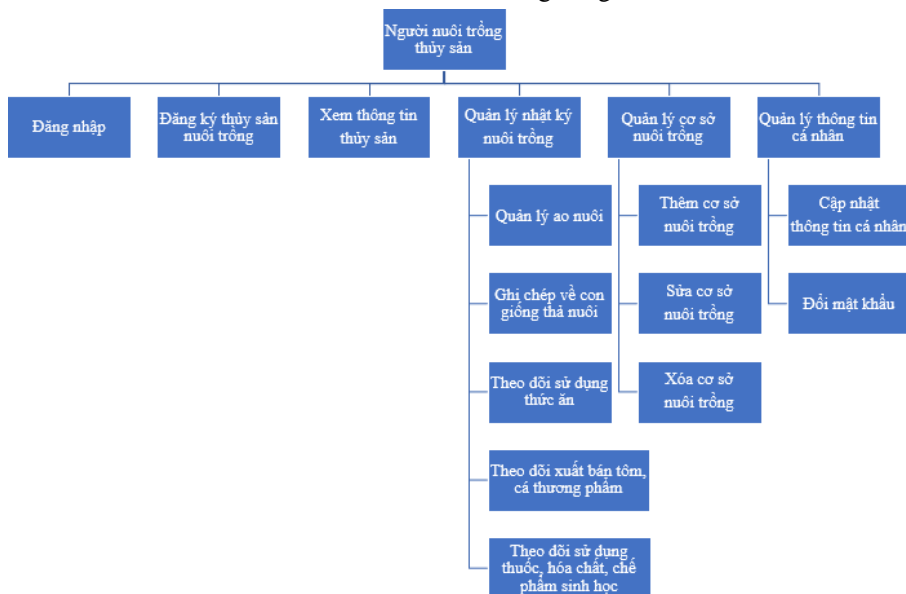 Người nuôi trồng
thủy sản
Đăng nhập
Đăng ký thủy sản
nuôi trồng
Xem thông tin
thủy sản
Quản lý nhật ký
nuôi trồng
Quản lý cơ sở
nuôi trồng
Quản lý thông tin
cá nhân
Quản lý ao nuôi
Ghi chép về con
giống thả nuôi
Theo dõi sử dụng
thức ăn
Theo dõi xuất bán tôm,
cá thương phẩm
Theo dõi sử dụng
thuốc, hóa chất, chế
phẩm sinh học
Thêm cơ sở
nuôi trồng
Sửa cơ sở
nuôi trồng
Xóa cơ sở
nuôi trồng
Cập nhật
thông tin cá nhân
Đổi mật khẩu